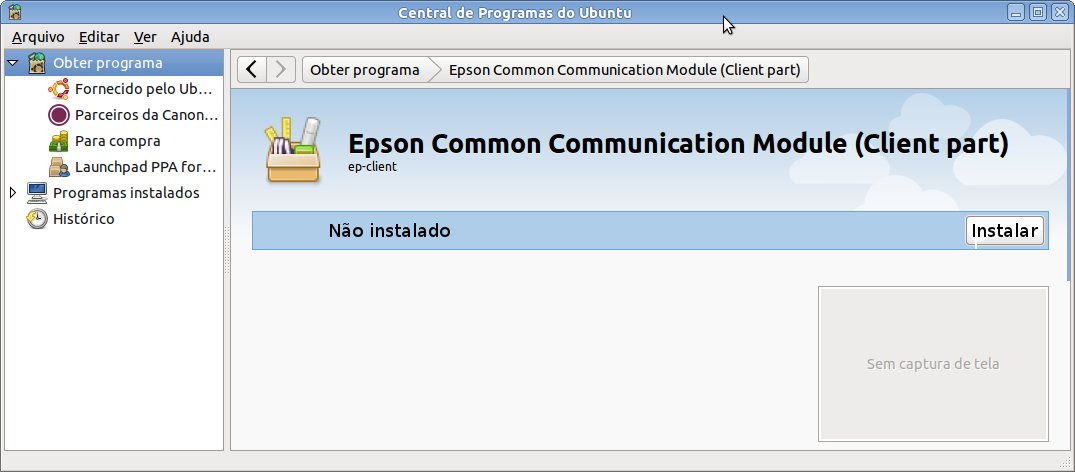 Central de Programas do Ubuntu
Arquivo Editar Ver Ajuda
Obter programa
Fornecido pelo Ub...
Parceiros da Canon...
Para compra
Launchpad PPA for...
Programas instalados
Histórico
Obter programa Epson Common Communication Module (Client part)
Epson Common Communication Module (Client part)
ep-client
Não instalado Instalar
Sem captura de tela